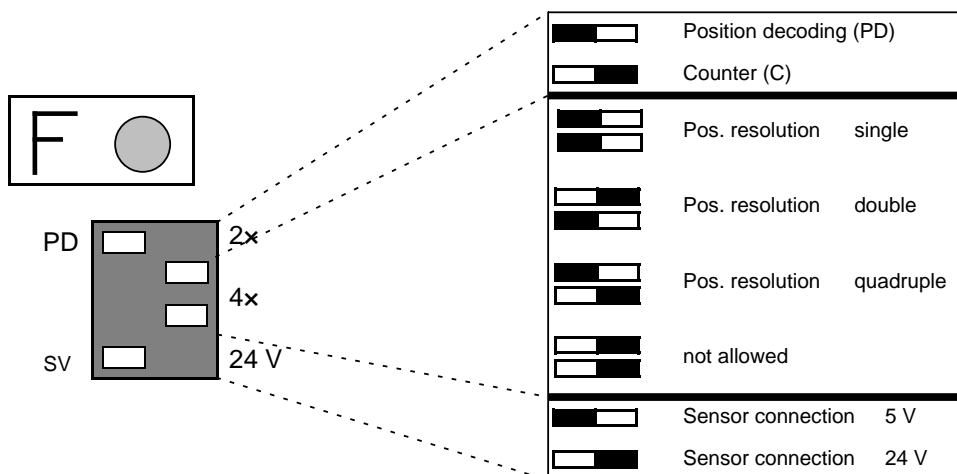 Position decoding (PD)
Counter (C)
F
Pos. resolution single
Pos. resolution double
PD
2×
Pos. resolution quadruple
4×
not allowed
SV
24 V
Sensor connection 5 V
Sensor connection 24 V